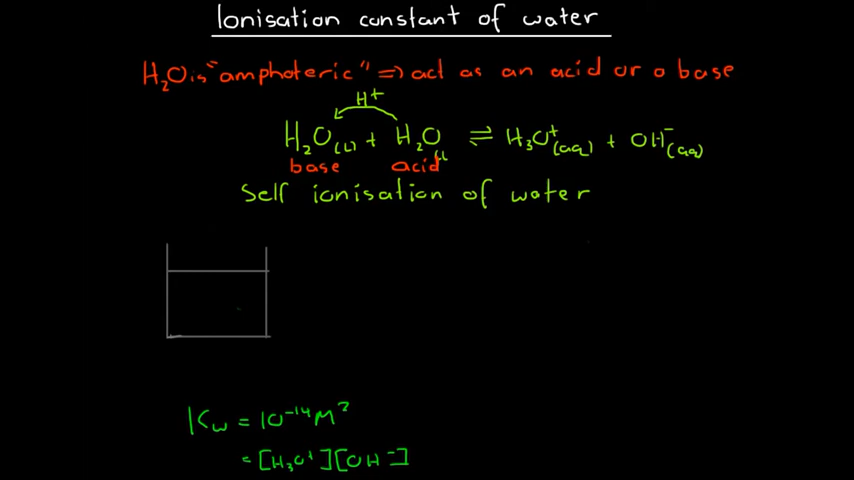 Ionisation constant of water
H₂O is "amphoteric" ⇒ act as an acid or a base
H⁺
H₂O(l) + H₂O(l) ⇌ H₃O⁺(aq) + OH⁻(aq)
base acid
Self ionisation of water
Kw = 10⁻¹⁴ M²
= [H₃O⁺][OH⁻]